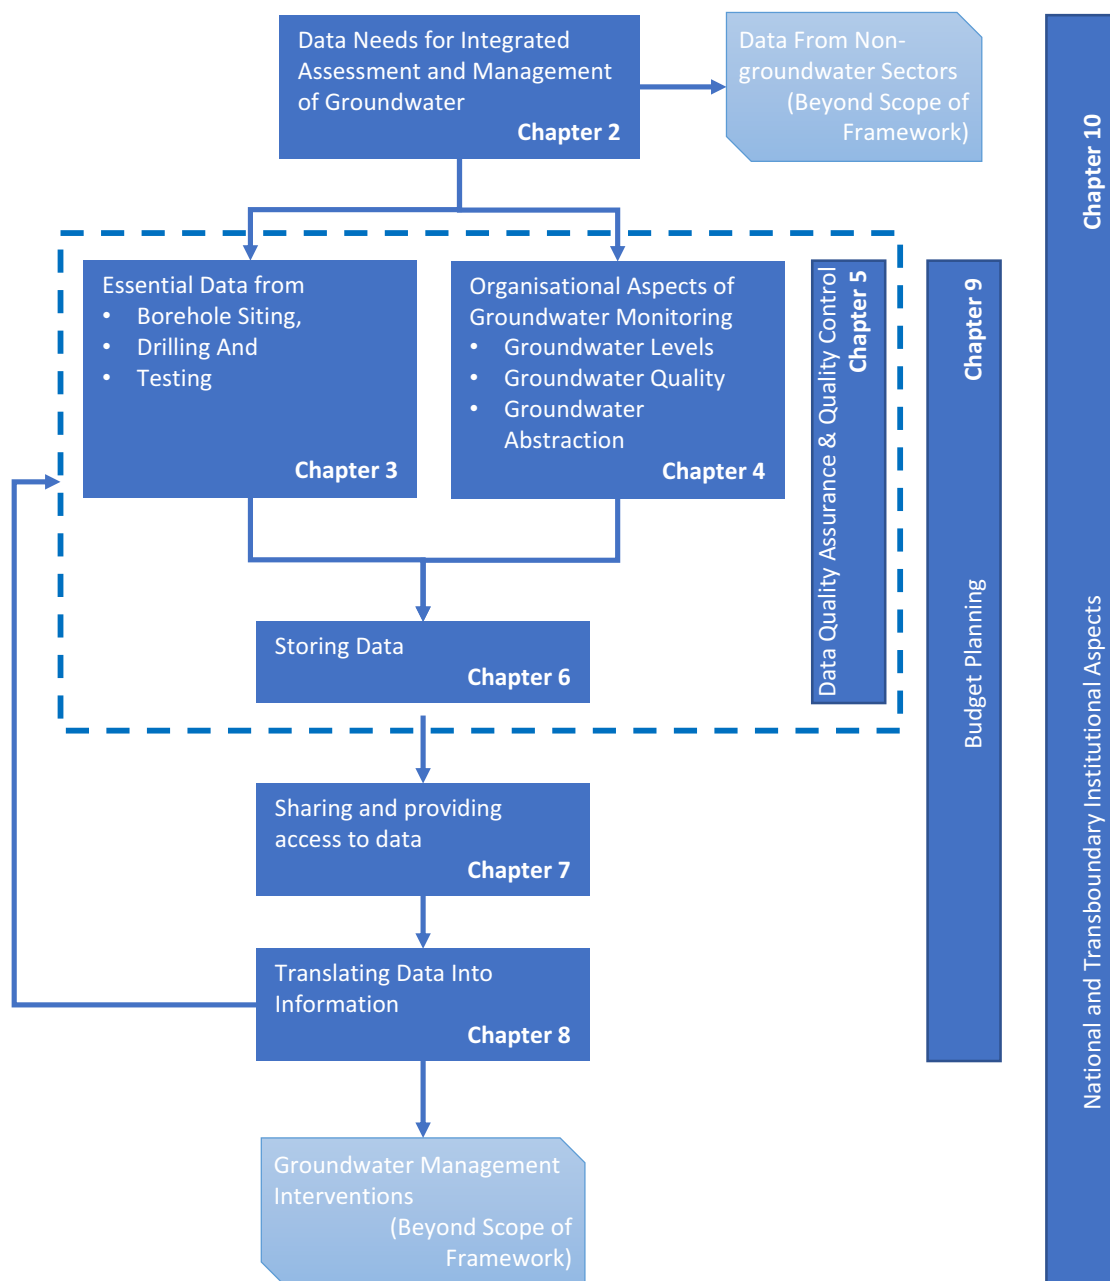 Data Needs for Integrated
Assessment and Management
of Groundwater
Chapter 2
Data From Non-
groundwater Sectors
(Beyond Scope of
Framework)
Essential Data from
• Borehole Siting,
• Drilling And
• Testing
Chapter 3
Organisational Aspects of
Groundwater Monitoring
• Groundwater Levels
• Groundwater Quality
• Groundwater
Abstraction
Chapter 4
Data Quality Assurance & Quality Control
Chapter 5
Storing Data
Chapter 6
Sharing and providing
access to data
Chapter 7
Translating Data Into
Information
Chapter 8
Groundwater Management
Interventions
(Beyond Scope of
Framework)
Budget Planning
Chapter 9
National and Transboundary Institutional Aspects
Chapter 10